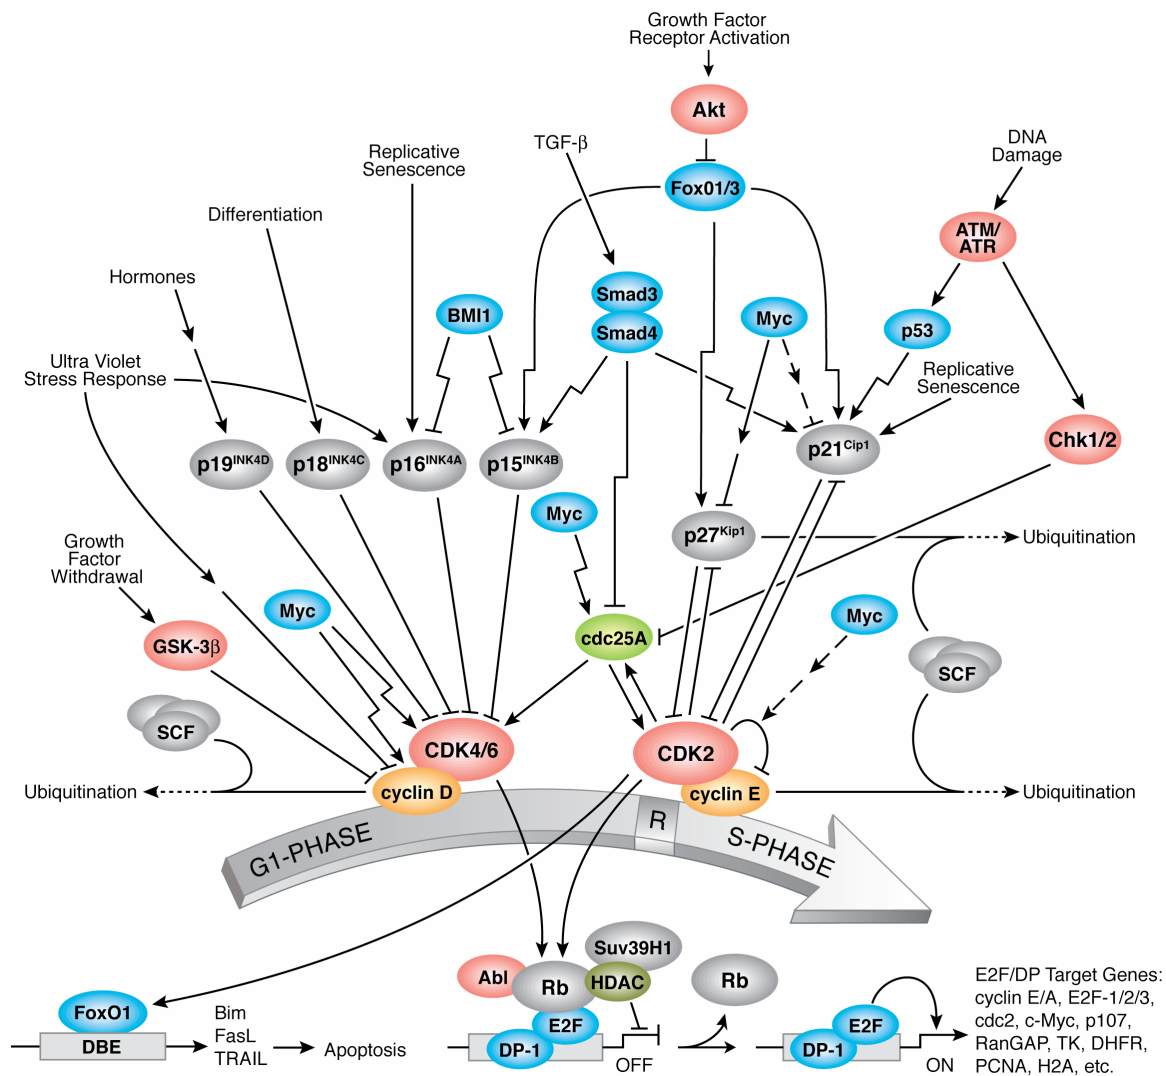 Growth Factor
Receptor Activation
Akt
TGF-β
DNA
Damage
Replicative
Senescence
Fox01/3
Differentiation
ATM/
ATR
Hormones
Smad3
BMI1
Myc
p53
Smad4
Ultra Violet
Stress Response
Replicative
Senescence
p21Cip1
Chk1/2
p19INK4D
p18INK4C
p16INK4A
p15INK4B
Myc
p27Kip1
Ubiquitination
Growth
Factor
Withdrawal
Myc
Myc
GSK-3β
cdc25A
SCF
SCF
CDK4/6
CDK2
Ubiquitination
cyclin D
cyclin E
Ubiquitination
G1-PHASE
R
S-PHASE
Suv39H1
Abl
Rb
HDAC
Rb
E2F/DP Target Genes:
cyclin E/A, E2F-1/2/3,
cdc2, c-Myc, p107,
RanGAP, TK, DHFR,
PCNA, H2A, etc.
FoxO1
DBE
Bim
FasL
TRAIL
Apoptosis
E2F
DP-1
OFF
E2F
DP-1
ON